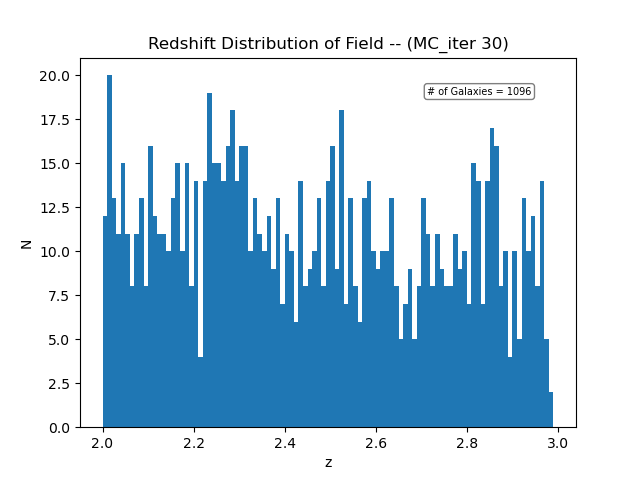 Redshift Distribution of Field -- (MC_iter 30)
# of Galaxies = 1096
20.0
17.5
15.0
12.5
10.0
7.5
5.0
2.5
0.0
N
2.0 2.2 2.4 2.6 2.8 3.0
z